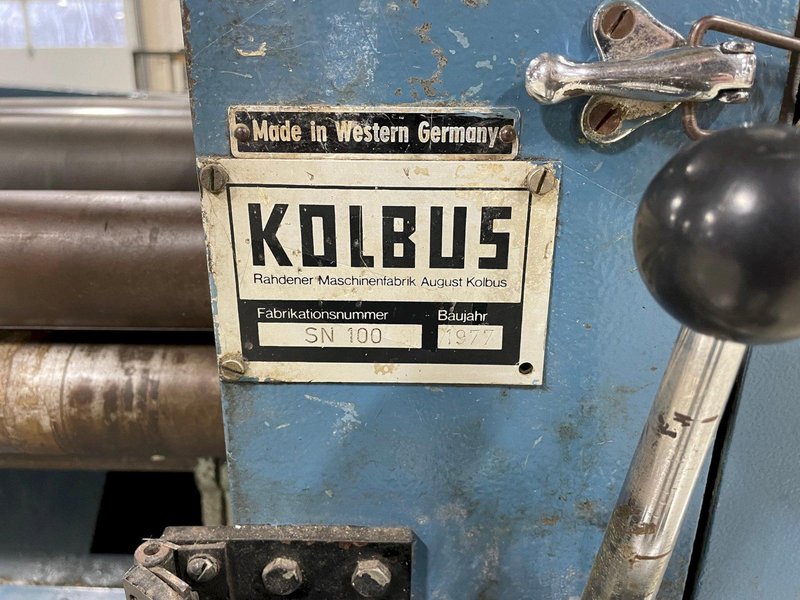 Made in Western Germany
KOLBUS
Rahdener Maschinenfabrik August Kolbus
Fabrikationsnummer Baujahr
SN 100 1977